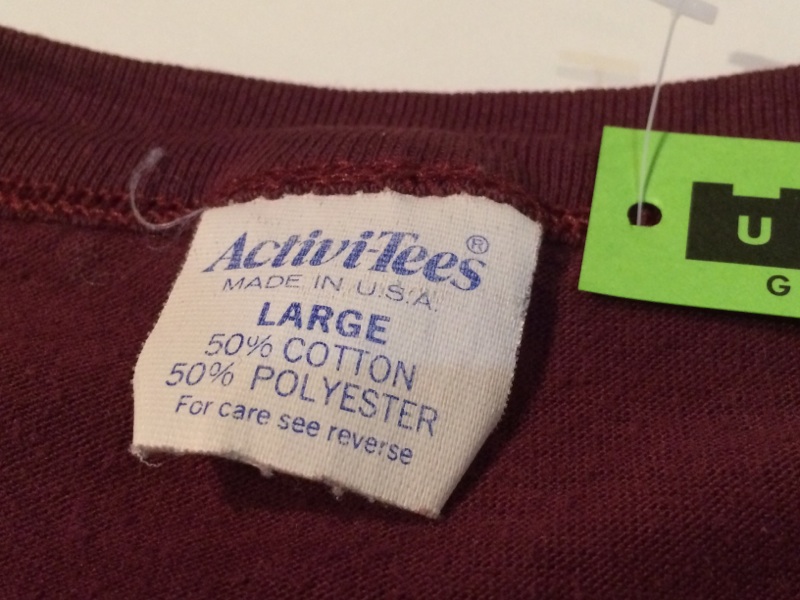 Activi-Tees®
MADE IN U.S.A.
LARGE
50% COTTON
50% POLYESTER
For care see reverse
U
G